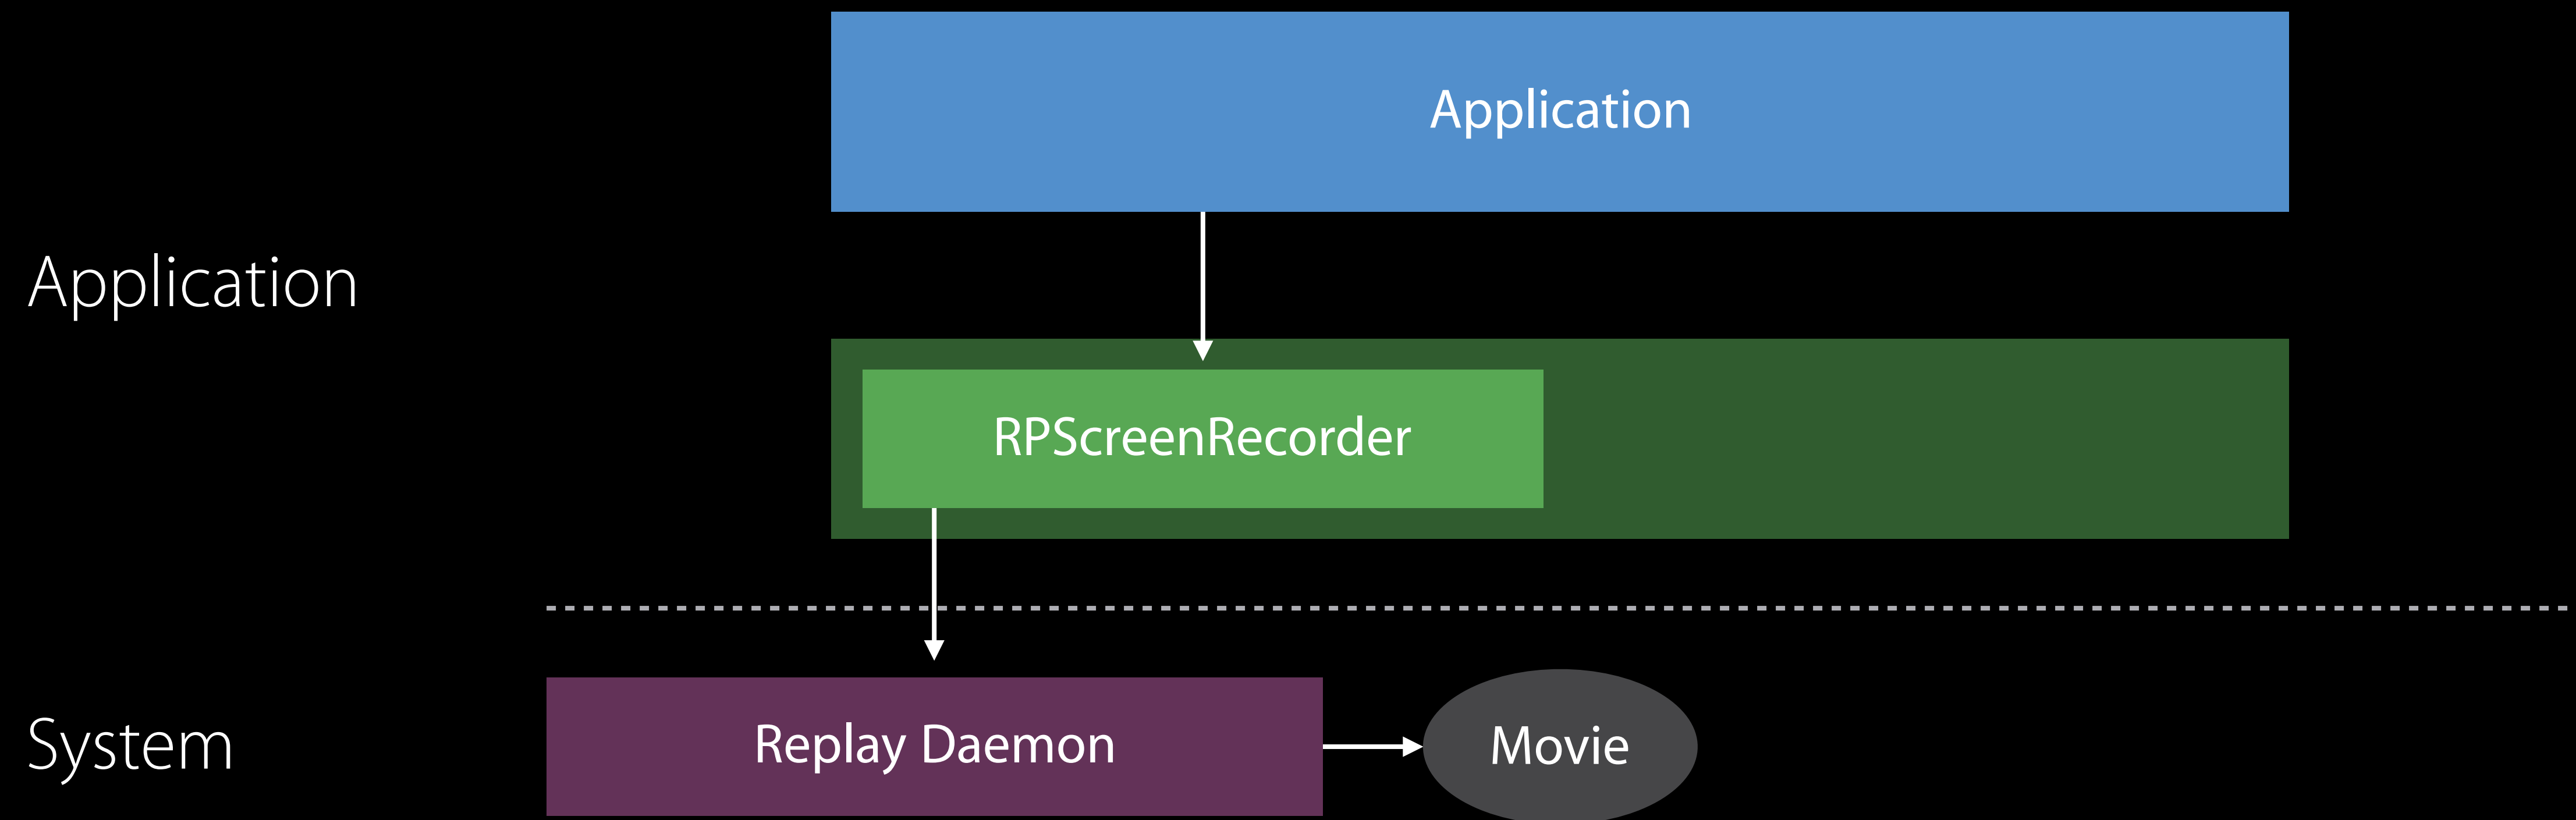 Application
Application
RPScreenRecorder
System
Replay Daemon
Movie